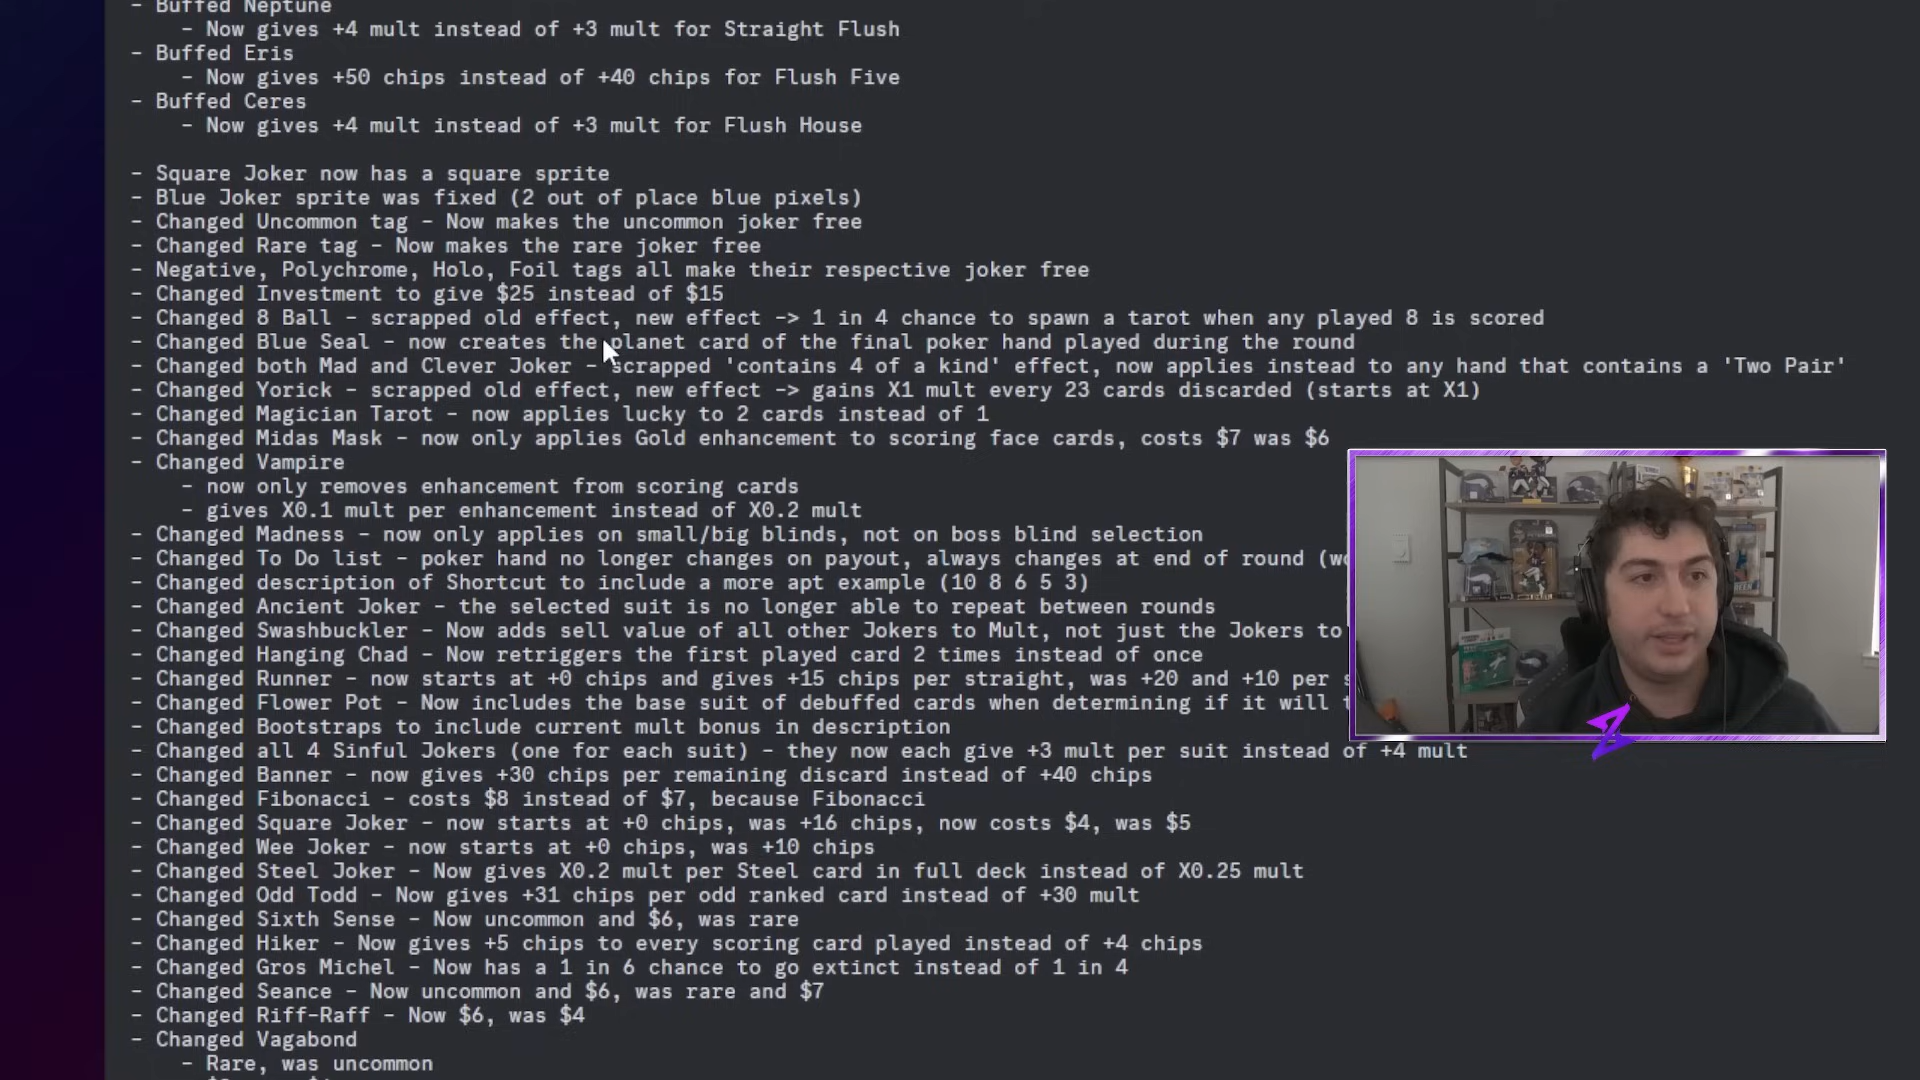 - Buffed Neptune
- Now gives +4 mult instead of +3 mult for Straight Flush
- Buffed Eris
- Now gives +50 chips instead of +40 chips for Flush Five
- Buffed Ceres
- Now gives +4 mult instead of +3 mult for Flush House
- Square Joker now has a square sprite
- Blue Joker sprite was fixed (2 out of place blue pixels)
- Changed Uncommon tag - Now makes the uncommon joker free
- Changed Rare tag - Now makes the rare joker free
- Negative, Polychrome, Holo, Foil tags all make their respective joker free
- Changed Investment to give $25 instead of $15
- Changed 8 Ball - scrapped old effect, new effect -> 1 in 4 chance to spawn a tarot when any played 8 is scored
- Changed Blue Seal - now creates the planet card of the final poker hand played during the round
- Changed both Mad and Clever Joker - scrapped 'contains 4 of a kind' effect, now applies instead to any hand that contains a 'Two Pair'
- Changed Yorick - scrapped old effect, new effect -> gains X1 mult every 23 cards discarded (starts at X1)
- Changed Magician Tarot - now applies lucky to 2 cards instead of 1
- Changed Midas Mask - now only applies Gold enhancement to scoring face cards, costs $7 was $6
- Changed Vampire
- now only removes enhancement from scoring cards
- gives X0.1 mult per enhancement instead of X0.2 mult
- Changed Madness - now only applies on small/big blinds, not on boss blind selection
- Changed To Do list - poker hand no longer changes on payout, always changes at end of round
- Changed description of Shortcut to include a more apt example (10 8 6 5 3)
- Changed Ancient Joker - the selected suit is no longer able to repeat between rounds
- Changed Swashbuckler - Now adds sell value of all other Jokers to Mult, not just the Jokers to
- Changed Hanging Chad - Now retriggers the first played card 2 times instead of once
- Changed Runner - now starts at +0 chips and gives +15 chips per straight, was +20 and +10 per
- Changed Flower Pot - Now includes the base suit of debuffed cards when determining if it will
- Changed Bootstraps to include current mult bonus in description
- Changed all 4 Sinful Jokers (one for each suit) - they now each give +3 mult per suit instead of +4 mult
- Changed Banner - now gives +30 chips per remaining discard instead of +40 chips
- Changed Fibonacci - costs $8 instead of $7, because Fibonacci
- Changed Square Joker - now starts at +0 chips, was +16 chips, now costs $4, was $5
- Changed Wee Joker - now starts at +0 chips, was +10 chips
- Changed Steel Joker - Now gives X0.2 mult per Steel card in full deck instead of X0.25 mult
- Changed Odd Todd - Now gives +31 chips per odd ranked card instead of +30 mult
- Changed Sixth Sense - Now uncommon and $6, was rare
- Changed Hiker - Now gives +5 chips to every scoring card played instead of +4 chips
- Changed Gros Michel - Now has a 1 in 6 chance to go extinct instead of 1 in 4
- Changed Seance - Now uncommon and $6, was rare and $7
- Changed Riff-Raff - Now $6, was $4
- Changed Vagabond
- Rare, was uncommon